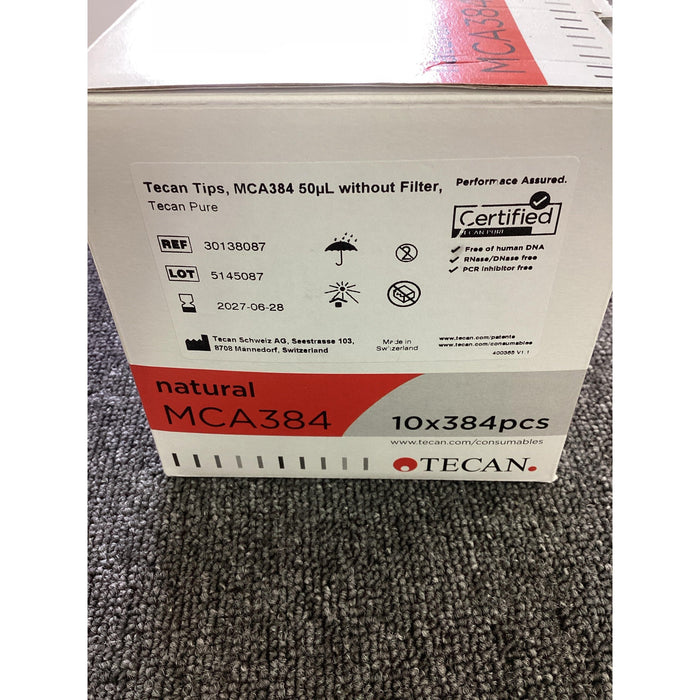 MCA384
Tecan Tips, MCA384 50µL without Filter,
Tecan Pure
Performace Assured.
Certified
TECAN PURE
Free of human DNA
RNase/DNase free
PCR inhibitor free
REF 30138087
LOT 5145087
2027-06-28
Tecan Schweiz AG, Seestrasse 103,
8708 Mannedorf, Switzerland
Made in
Switzerland
www.tecan.com/patents
www.tecan.com/consumables
400385 V1.1
natural
MCA384
10x384pcs
www.tecan.com/consumables
TECAN.